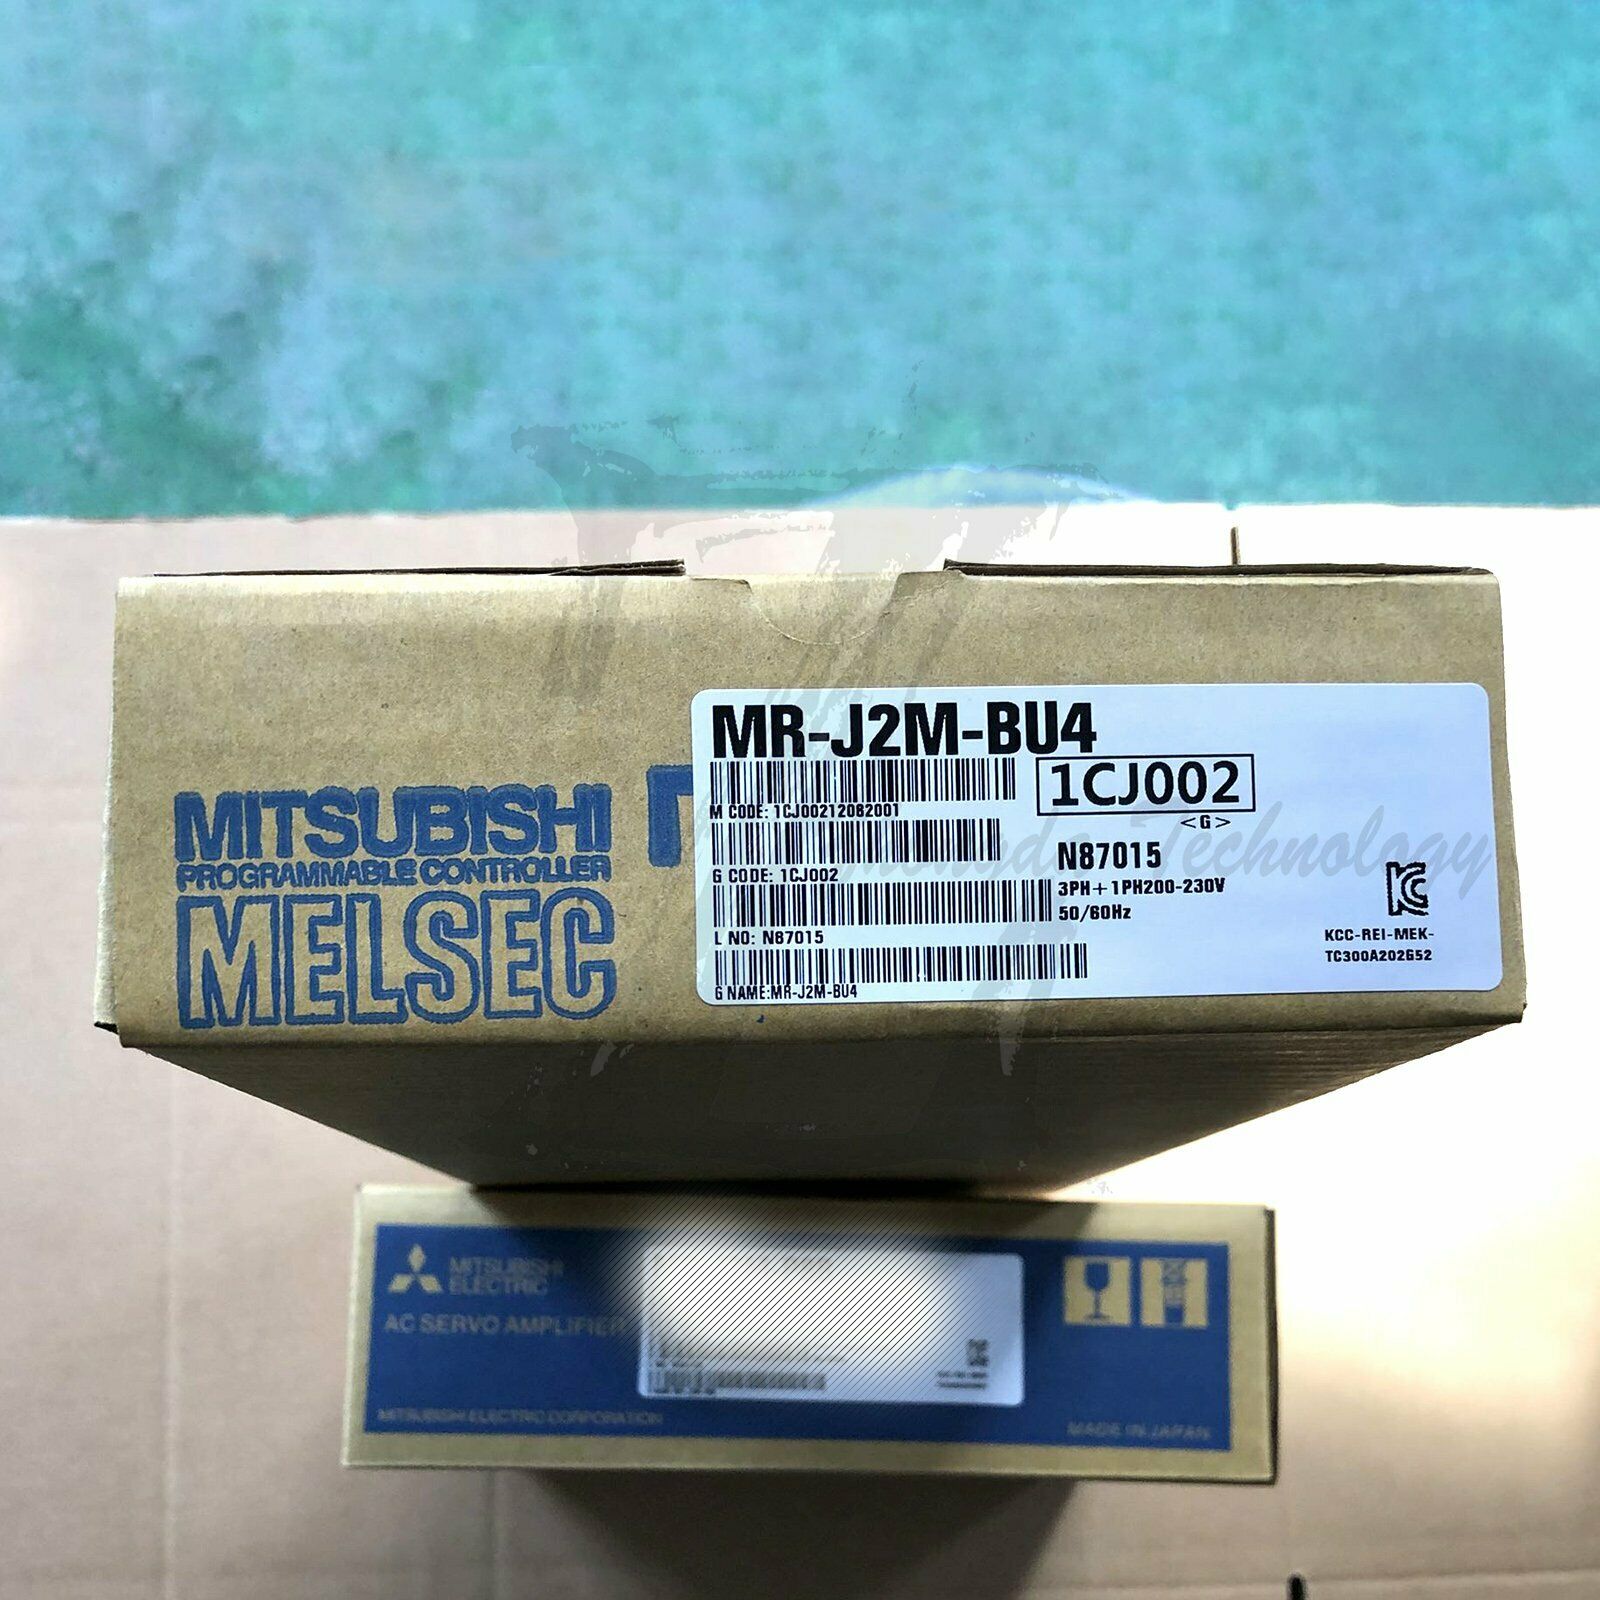 MITSUBISHI
PROGRAMMABLE CONTROLLER
MELSEC
MR-J2M-BU4
1CJ002
M CODE: 1CJ00212062001
<G>
N87015
G CODE: 1CJ002
3PH+1PH200-230V
50/60Hz
L NO: N87015
KCC-REI-MEK-
TC300A202G52
G NAME:MR-J2M-BU4
Technology
MITSUBISHI
ELECTRIC
AC SERVO AMPLIFIER
MITSUBISHI ELECTRIC CORPORATION
MADE IN JAPAN